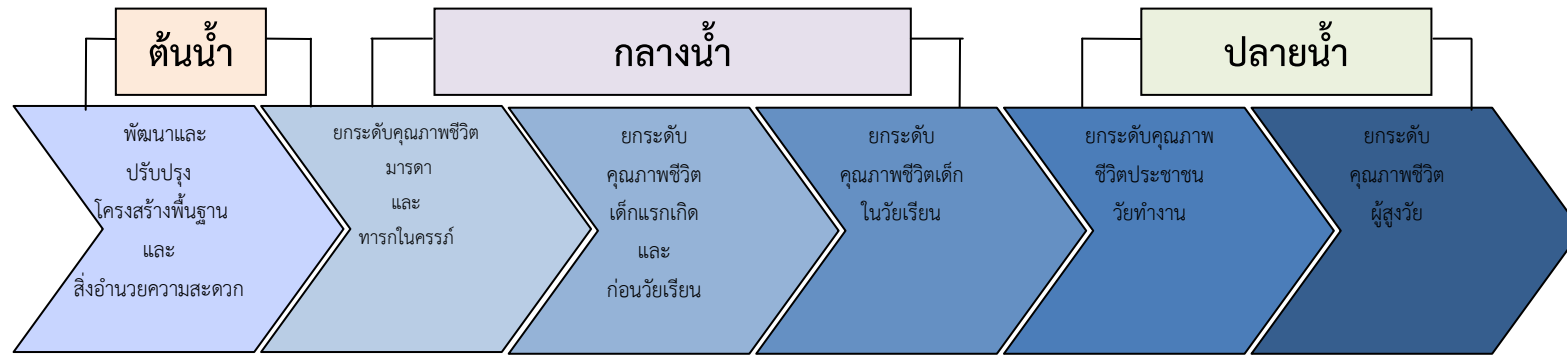 ต้นน้ำ
กลางน้ำ
ปลายน้ำ
พัฒนาและ
ปรับปรุง
โครงสร้างพื้นฐาน
และ
สิ่งอำนวยความสะดวก
ยกระดับคุณภาพชีวิต
มารดา
และ
ทารกในครรภ์
ยกระดับ
คุณภาพชีวิต
เด็กแรกเกิด
และ
ก่อนวัยเรียน
ยกระดับ
คุณภาพชีวิตเด็ก
ในวัยเรียน
ยกระดับคุณภาพ
ชีวิตประชาชน
วัยทำงาน
ยกระดับ
คุณภาพชีวิต
ผู้สูงวัย